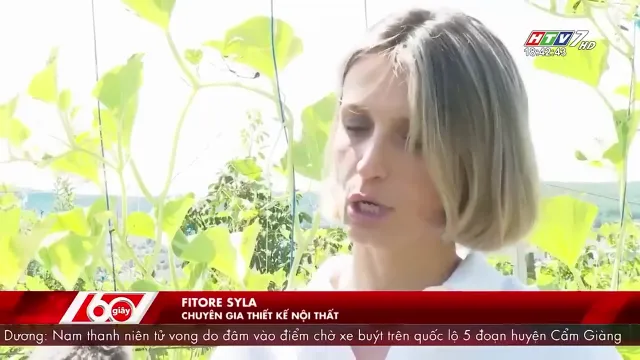 HTV7 HD
18:42:43
60 giây
FITORE SYLA
CHUYÊN GIA THIẾT KẾ NỘI THẤT
Dương: Nam thanh niên tử vong do đâm vào điểm chờ xe buýt trên quốc lộ 5 đoạn huyện Cẩm Giàng